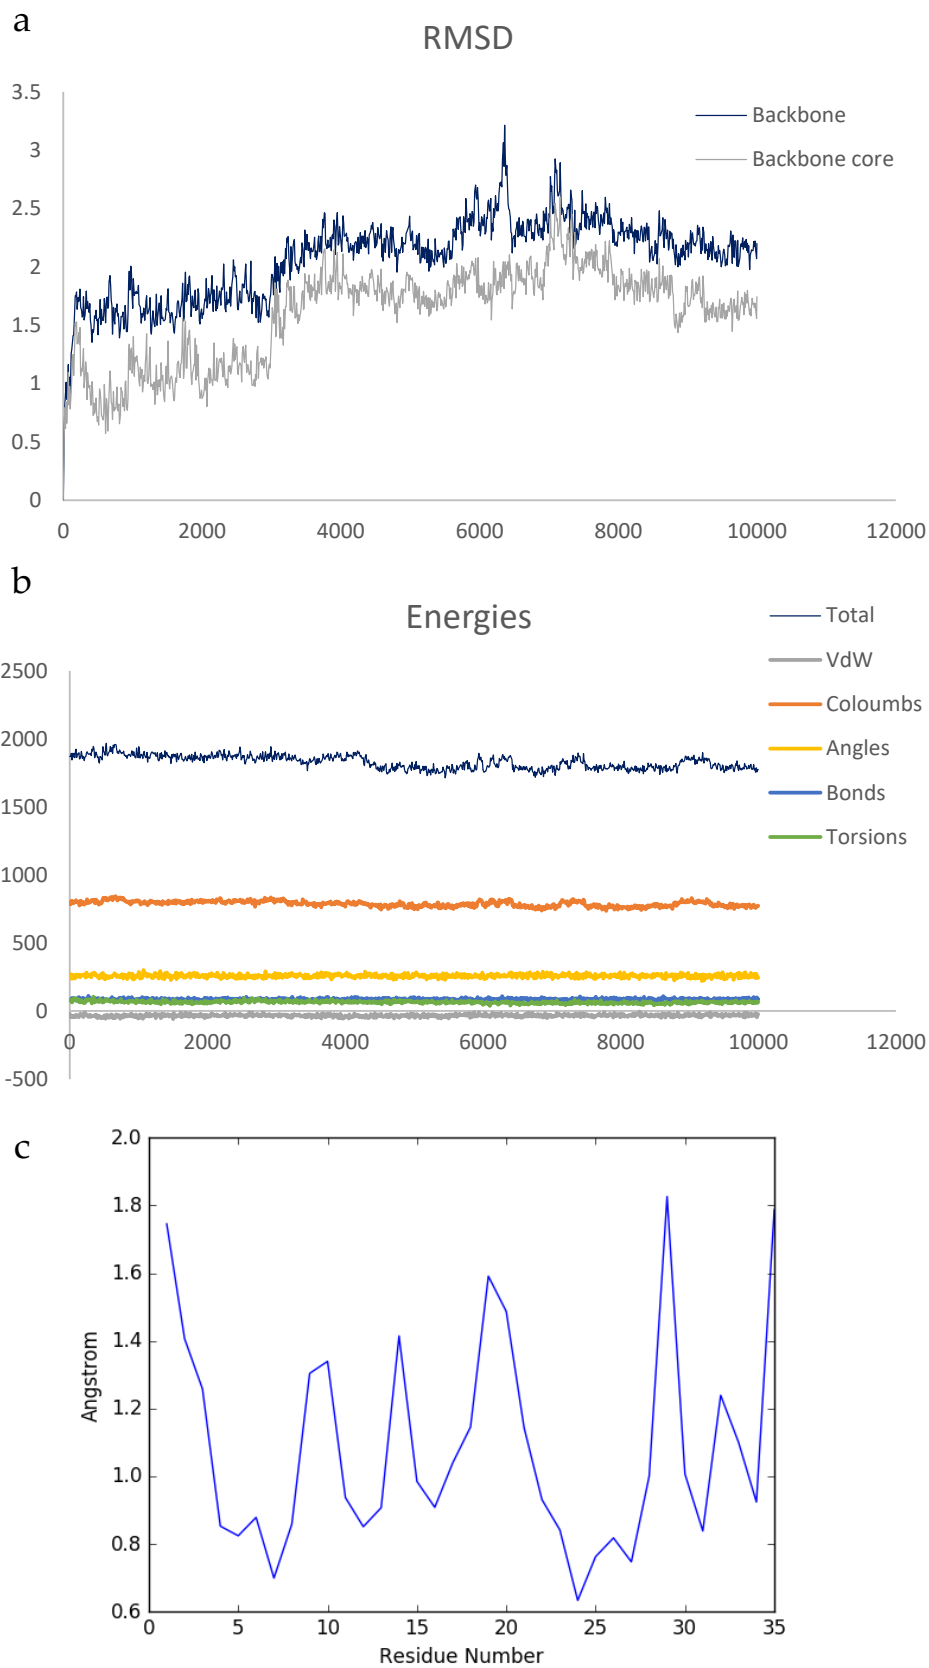 a
RMSD
3.5
3
2.5
2
1.5
1
0.5
0
Backbone
Backbone core
0 2000 4000 6000 8000 10000 12000
b
Energies
Total
VdW
Coloumbs
Angles
Bonds
Torsions
2500
2000
1500
1000
500
0
-500
0 2000 4000 6000 8000 10000 12000
c
2.0
1.8
1.6
1.4
1.2
1.0
0.8
0.6
Angstrom
0 5 10 15 20 25 30 35
Residue Number